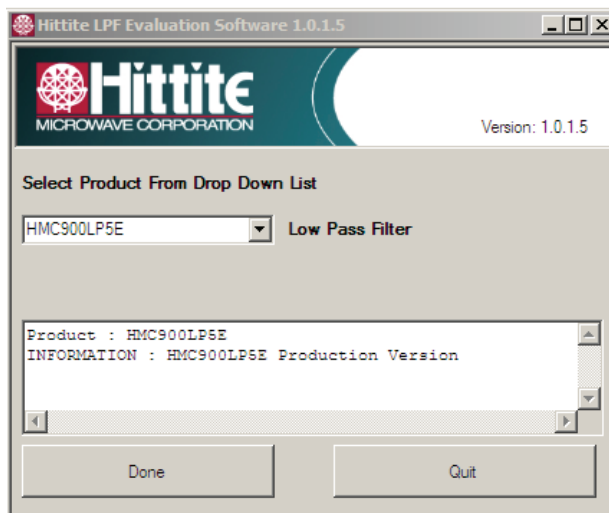 Hittite LPF Evaluation Software 1.0.1.5
Hittite
MICROWAVE CORPORATION
Version: 1.0.1.5
Select Product From Drop Down List
HMC900LP5E
Low Pass Filter
Product : HMC900LP5E
INFORMATION : HMC900LP5E Production Version
Done
Quit